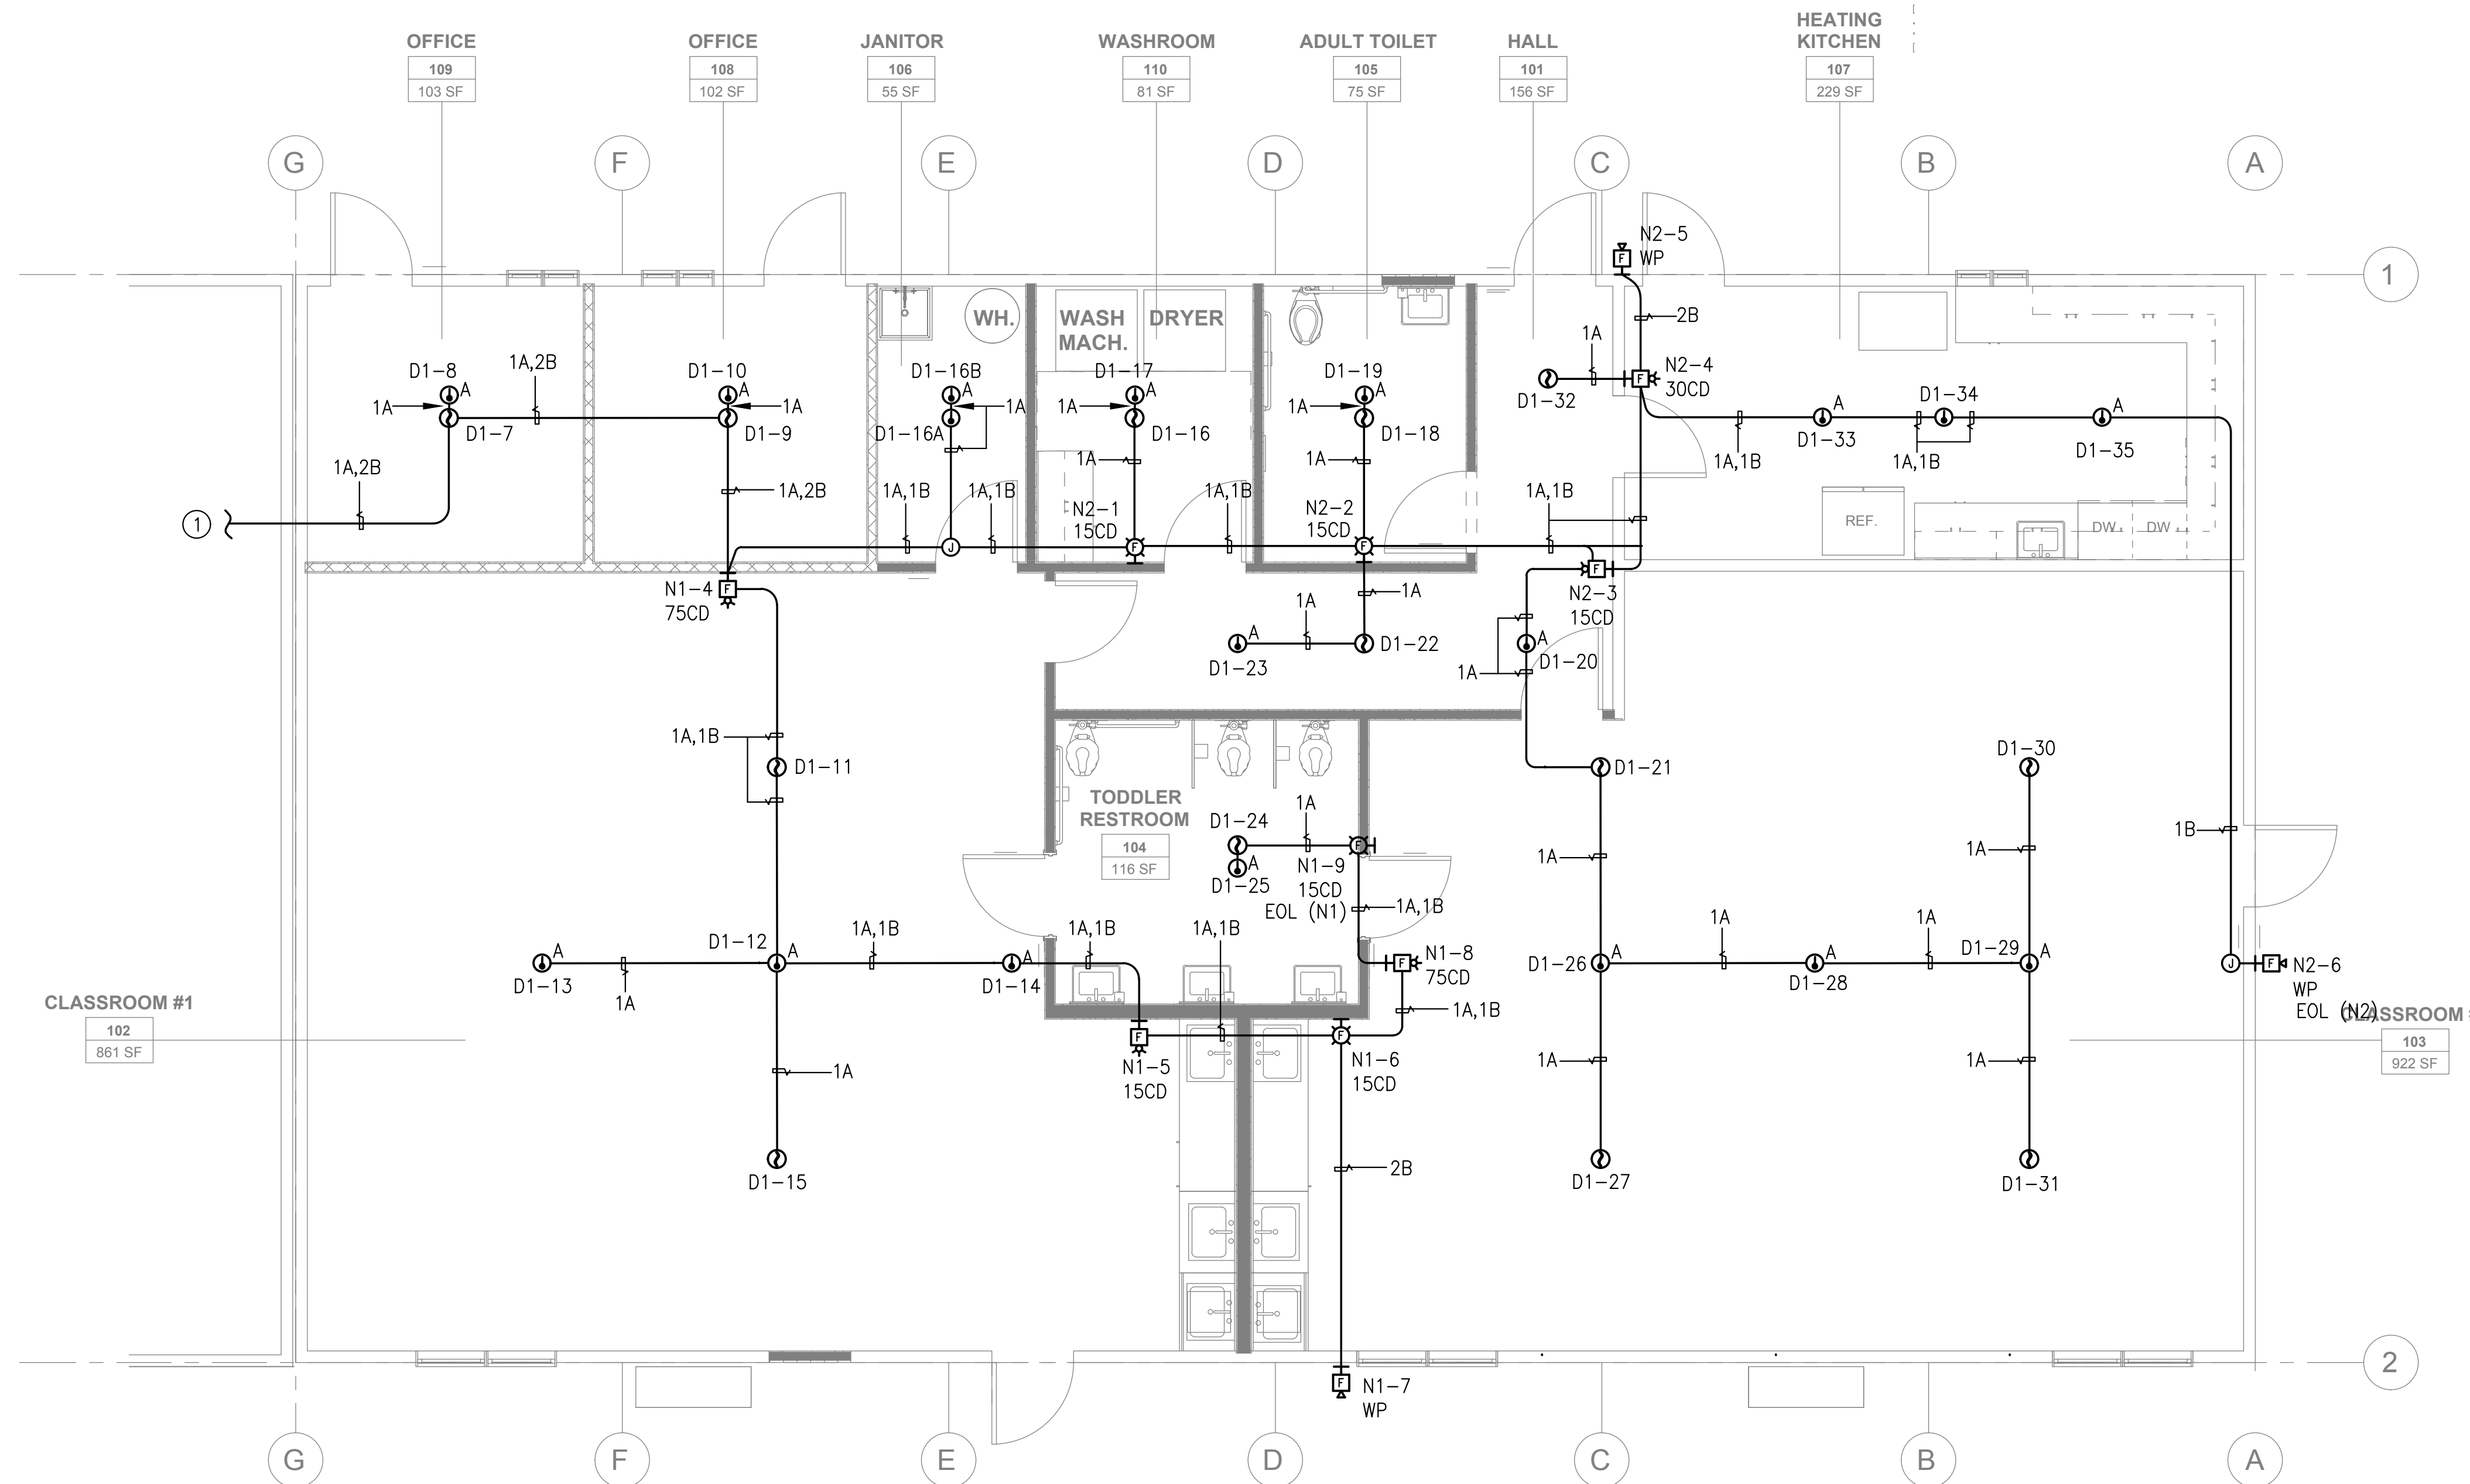 OFFICE
109
103 SF
OFFICE
108
102 SF
JANITOR
106
55 SF
WASHROOM
110
81 SF
ADULT TOILET
105
75 SF
HALL
101
156 SF
HEATING
KITCHEN
107
229 SF
G
F
E
D
C
B
A
1
N2-5
WP
2B
WH.
WASH
MACH.
DRYER
D1-8
A
1A
D1-7
1A,2B
D1-10
A
1A
D1-9
D1-16B
A
1A
D1-16A
D1-17
A
1A
D1-16
1A
D1-19
A
1A
D1-18
1A
1A
D1-32
N2-4
30CD
A
D1-33
D1-34
A
D1-35
1A,1B
1A,1B
1A,2B
1A,2B
1A,1B
1A,1B
1A,1B
1A,1B
N2-1
15CD
N2-2
15CD
REF.
DW
DW
1
J
F
F
F
F
F
N1-4
75CD
F
N2-3
15CD
1A
1A
A
D1-23
D1-22
A
D1-20
1A
1A,1B
D1-11
D1-21
D1-30
TODDLER
RESTROOM
104
116 SF
D1-24
1A
A
D1-25
F
N1-9
15CD
EOL (N1)
1A,1B
1A
1A
1B
D1-12
A
1A,1B
1A,1B
1A,1B
A
D1-13
1A
A
D1-14
F
N1-8
75CD
D1-26
A
1A
A
D1-28
1A
D1-29
A
J
F
N2-6
WP
EOL (N2)
CLASSROOM #1
102
861 SF
CLASSROOM
103
922 SF
F
N1-5
15CD
F
N1-6
15CD
1A,1B
1A
1A
1A
D1-15
2B
D1-27
D1-31
2
F
N1-7
WP
G
F
E
D
C
B
A